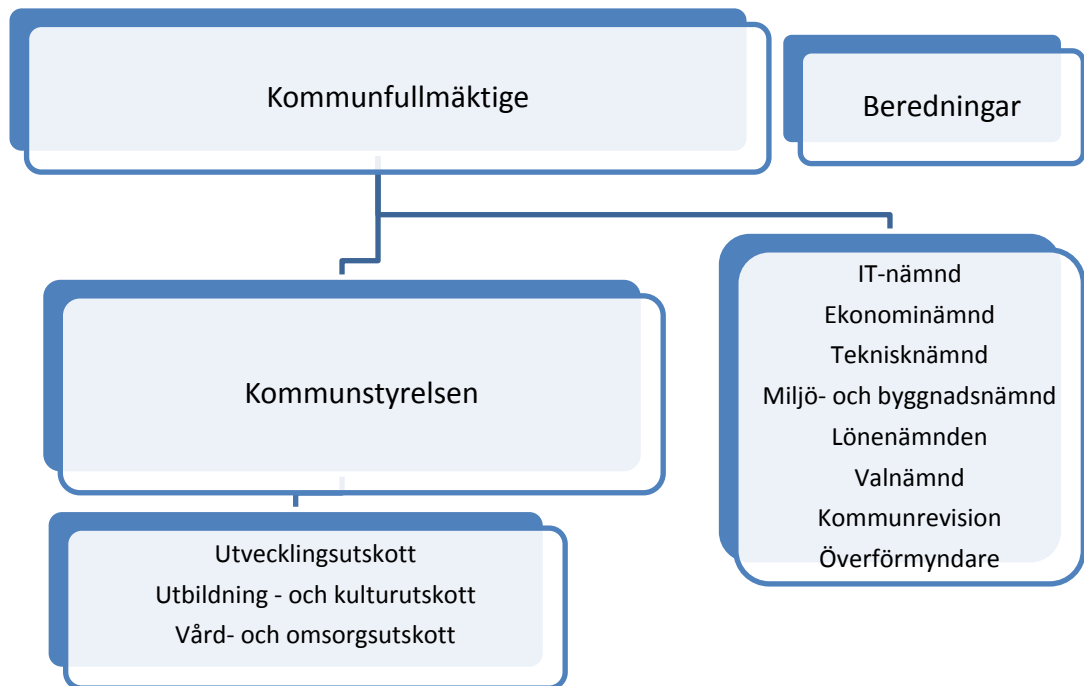 Kommunfullmäktige
Beredningar
Kommunstyrelsen
IT-nämnd
Ekonominämnd
Tekniknämnd
Miljö- och byggnadsnämnd
Lönenämnden
Valnämnd
Kommunrevision
Överförmyndare
Utvecklingsutskott
Utbildning - och kulturutskott
Vård- och omsorgsutskott